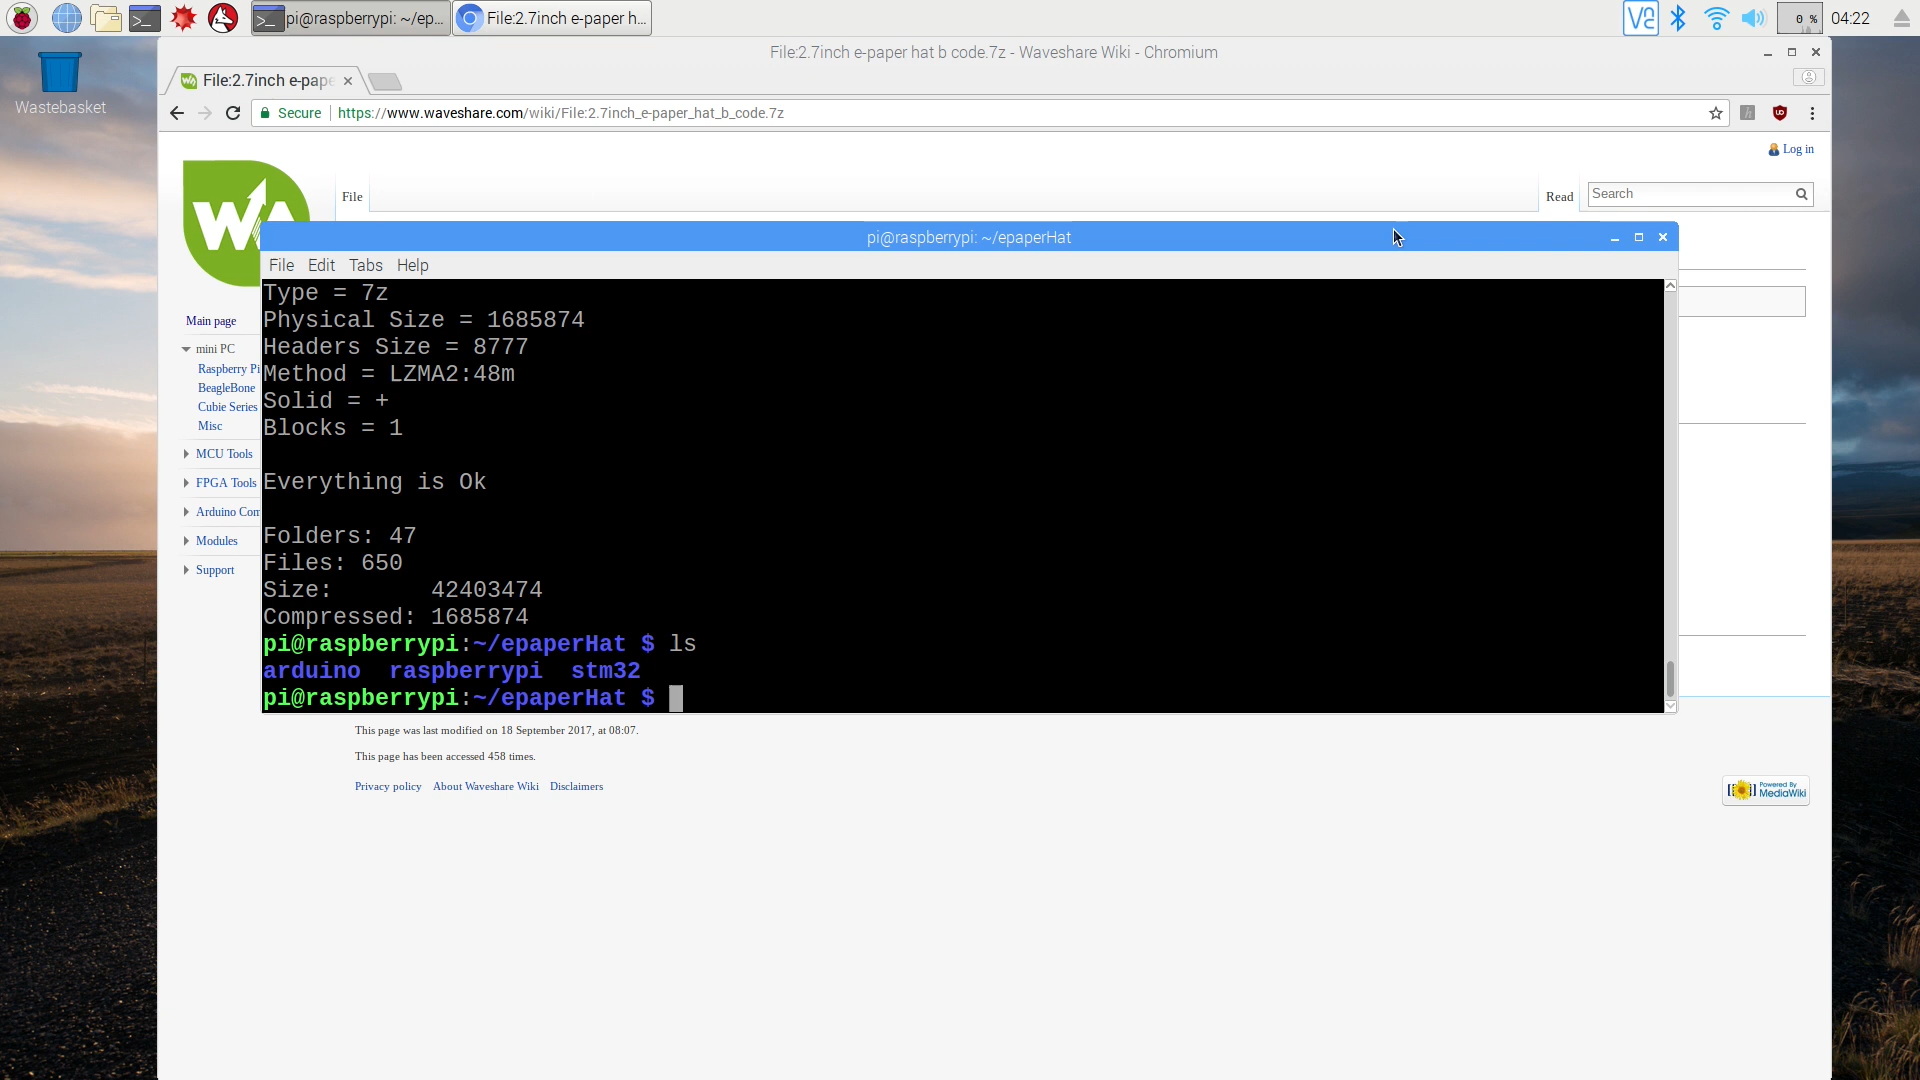 pi@raspberrypi: ~/ep...
File:2.7inch e-paper h...
0 %
04:22
Wastebasket
File:2.7inch e-paper hat b code.7z - Waveshare Wiki - Chromium
File:2.7inch e-pape
Secure
https://www.waveshare.com/wiki/File:2.7inch_e-paper_hat_b_code.7z
Log in
File
Read
Search
pi@raspberrypi: ~/epaperHat
File Edit Tabs Help
Main page
mini PC
Raspberry Pi
BeagleBone
Cubie Series
Misc
MCU Tools
FPGA Tools
Arduino Com
Modules
Support
Type = 7z
Physical Size = 1685874
Headers Size = 8777
Method = LZMA2:48m
Solid = +
Blocks = 1
Everything is Ok
Folders: 47
Files: 650
Size:       42403474
Compressed: 1685874
pi@raspberrypi:~/epaperHat $ ls
arduino  raspberrypi  stm32
pi@raspberrypi:~/epaperHat $
This page was last modified on 18 September 2017, at 08:07.
This page has been accessed 458 times.
Privacy policy About Waveshare Wiki Disclaimers
Powered By
MediaWiki